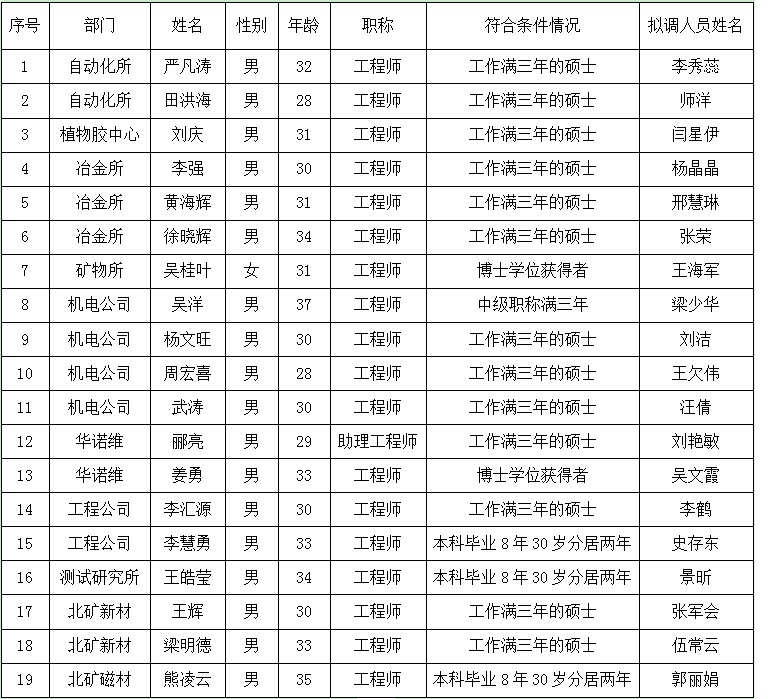 序号 部门 姓名 性别 年龄 职称 符合条件情况 拟调人员姓名
1 自动化所 严凡涛 男 32 工程师 工作满三年的硕士 李秀蕊
2 自动化所 田洪海 男 28 工程师 工作满三年的硕士 师洋
3 植物胶中心 刘庆 男 31 工程师 工作满三年的硕士 闫星伊
4 冶金所 李强 男 30 工程师 工作满三年的硕士 杨晶晶
5 冶金所 黄海辉 男 31 工程师 工作满三年的硕士 邢慧琳
6 冶金所 徐晓辉 男 34 工程师 工作满三年的硕士 张荣
7 矿物所 吴桂叶 女 31 工程师 博士学位获得者 王海军
8 机电公司 吴洋 男 37 工程师 中级职称满三年 梁少华
9 机电公司 杨文旺 男 30 工程师 工作满三年的硕士 刘洁
10 机电公司 周宏喜 男 28 工程师 工作满三年的硕士 王欠伟
11 机电公司 武涛 男 30 工程师 工作满三年的硕士 汪倩
12 华诺维 郦亮 男 29 助理工程师 工作满三年的硕士 刘艳敏
13 华诺维 姜勇 男 33 工程师 博士学位获得者 吴文霞
14 工程公司 李汇源 男 30 工程师 工作满三年的硕士 李鹤
15 工程公司 李慧勇 男 33 工程师 本科毕业8年30岁分居两年 史存东
16 测试研究所 王皓莹 男 34 工程师 本科毕业8年30岁分居两年 景昕
17 北矿新材 王辉 男 30 工程师 工作满三年的硕士 张军会
18 北矿新材 梁明德 男 33 工程师 工作满三年的硕士 伍常云
19 北矿磁材 熊凌云 男 35 工程师 本科毕业8年30岁分居两年 郭丽娟